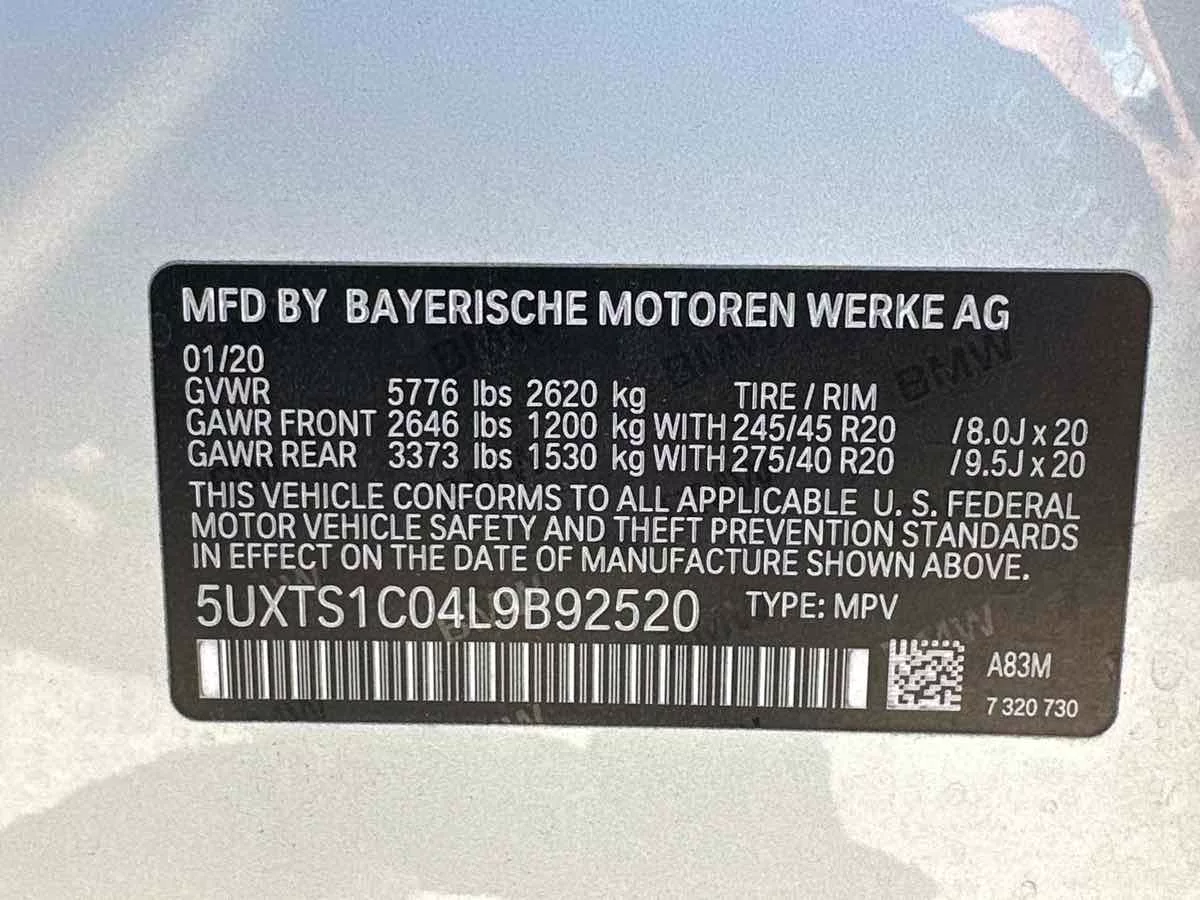 MFD BY BAYERISCHE MOTOREN WERKE AG
01/20
GVWR 5776 lbs 2620 kg TIRE / RIM
GAWR FRONT 2646 lbs 1200 kg WITH 245/45 R20 /8.0J x 20
GAWR REAR 3373 lbs 1530 kg WITH 275/40 R20 /9.5J x 20
THIS VEHICLE CONFORMS TO ALL APPLICABLE U. S. FEDERAL
MOTOR VEHICLE SAFETY AND THEFT PREVENTION STANDARDS
IN EFFECT ON THE DATE OF MANUFACTURE SHOWN ABOVE.
5UXTS1C04L9B92520 TYPE: MPV
A83M
7 320 730